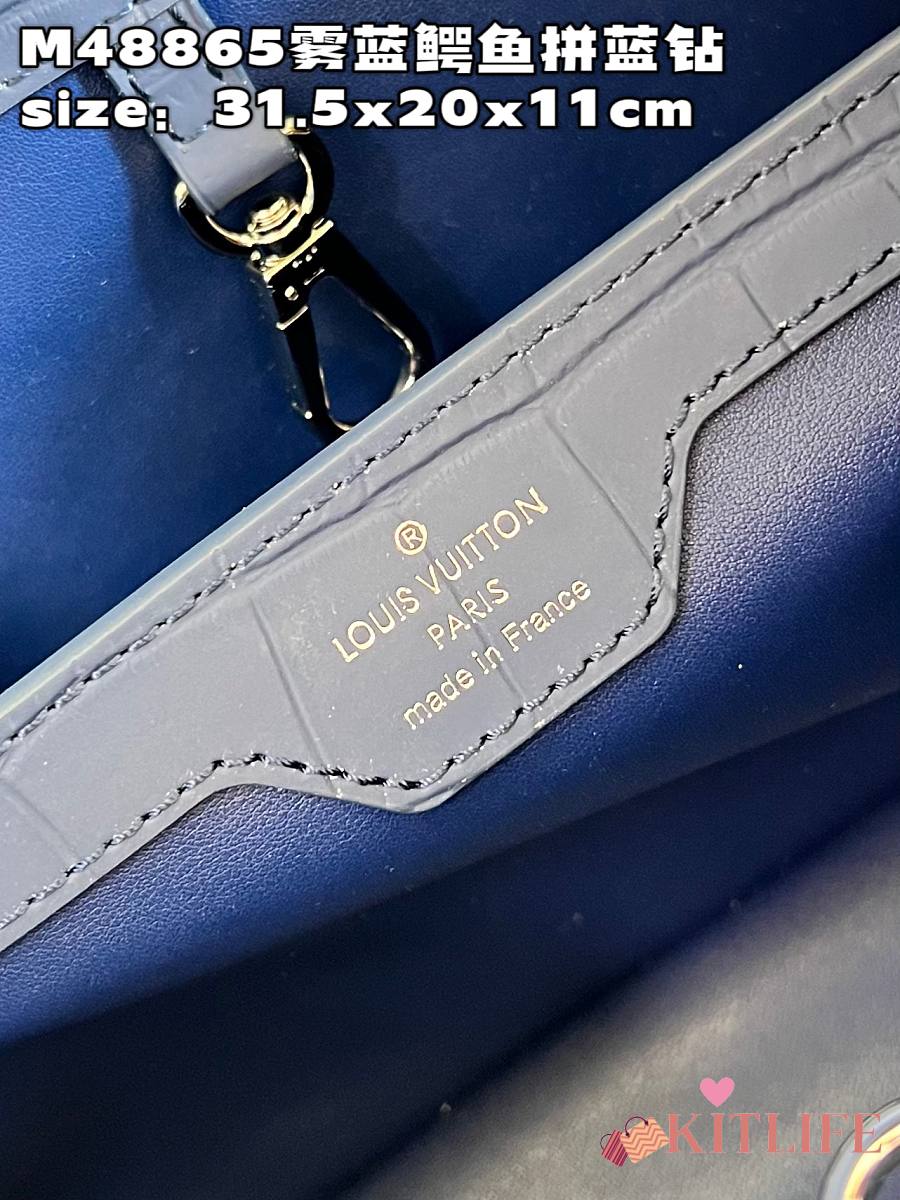 M48865雾蓝鳄鱼拼蓝钻
size：31.5x20x11cm
®
LOUIS VUITTON
PARIS
made in France
KITLIFE